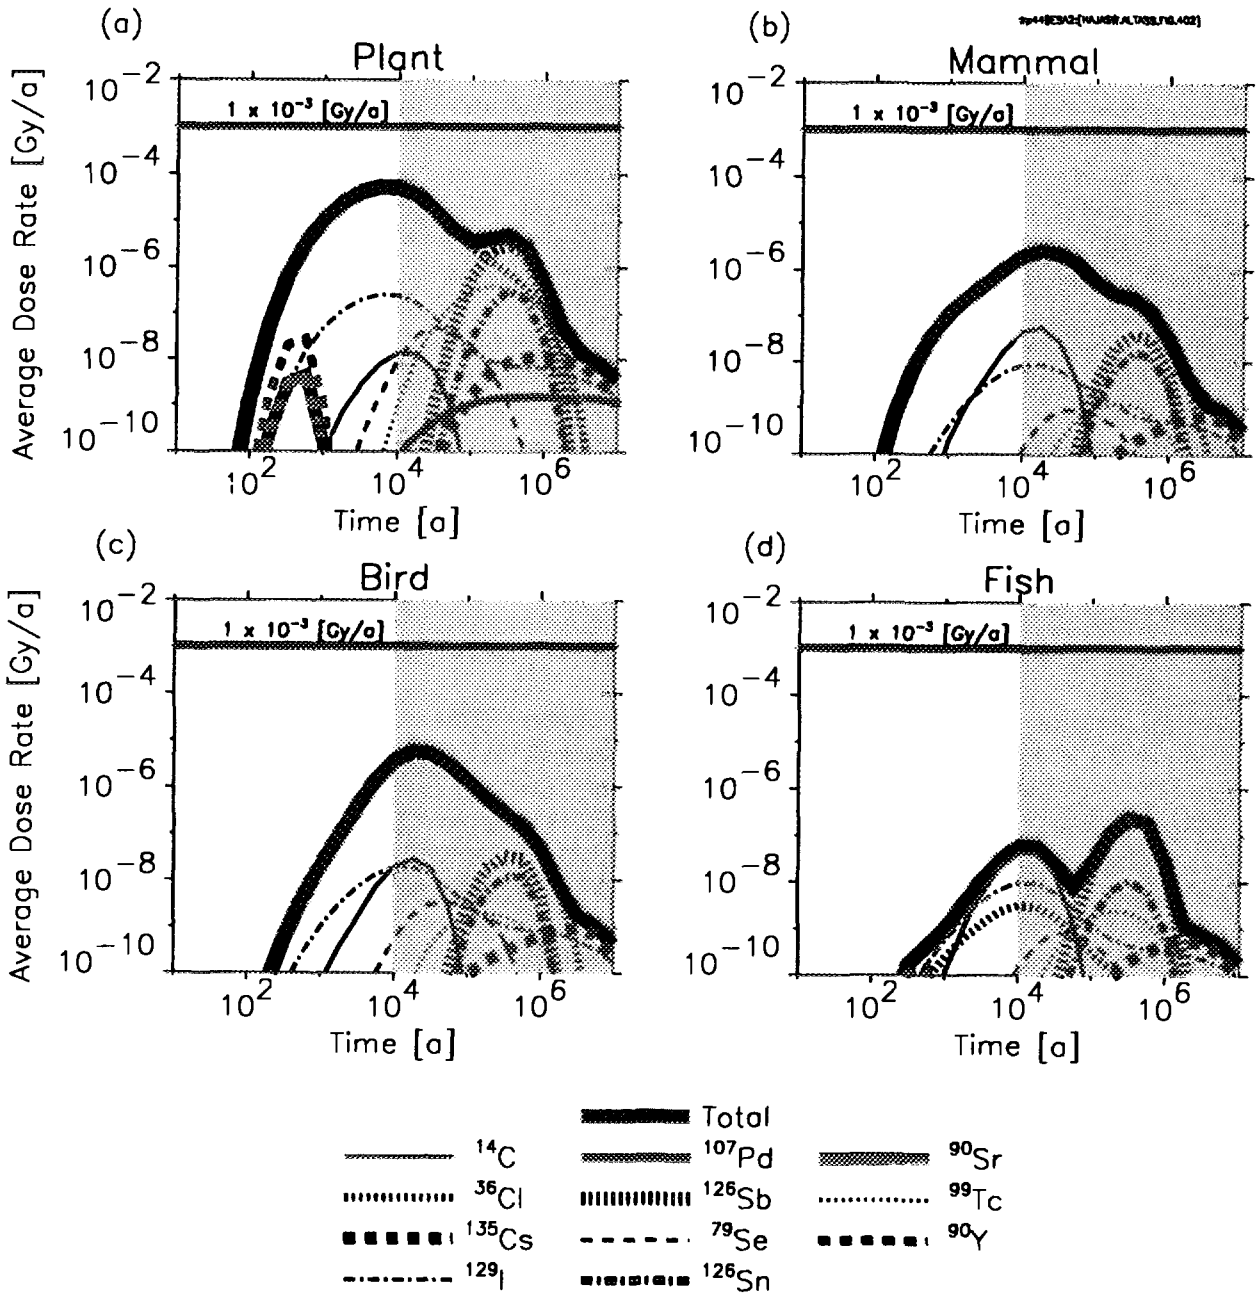 (a)
Plant
Average Dose Rate [Gy/a]
10−2
10−4
10−6
10−8
10−10
1 x 10−3 [Gy/a]
10^2
10^4
10^6
Time [a]
(b)
Mammal
10−2
10−4
10−6
10−8
10−10
1 x 10−3 [Gy/a]
10^2
10^4
10^6
Time [a]
(c)
Bird
Average Dose Rate [Gy/a]
10−2
10−4
10−6
10−8
10−10
1 x 10−3 [Gy/a]
10^2
10^4
10^6
Time [a]
(d)
Fish
10−2
10−4
10−6
10−8
10−10
1 x 10−3 [Gy/a]
10^2
10^4
10^6
Time [a]
Total
14C
107Pd
90Sr
36Cl
126Sb
99Tc
135Cs
79Se
90Y
129I
126Sn